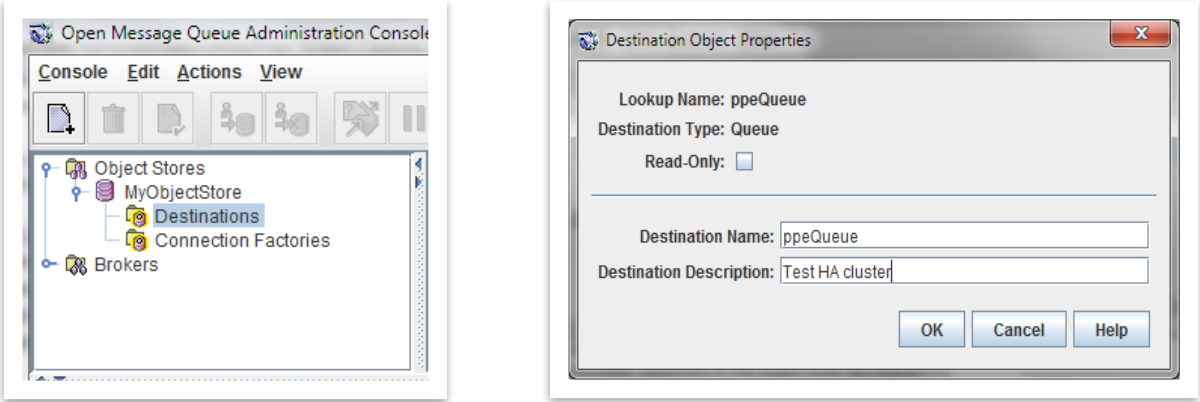 Open Message Queue Administration Console
Console Edit Actions View
Object Stores
MyObjectStore
Destinations
Connection Factories
Brokers
Destination Object Properties
Lookup Name: ppeQueue
Destination Type: Queue
Read-Only:
Destination Name: ppeQueue
Destination Description: Test HA cluster
OK Cancel Help